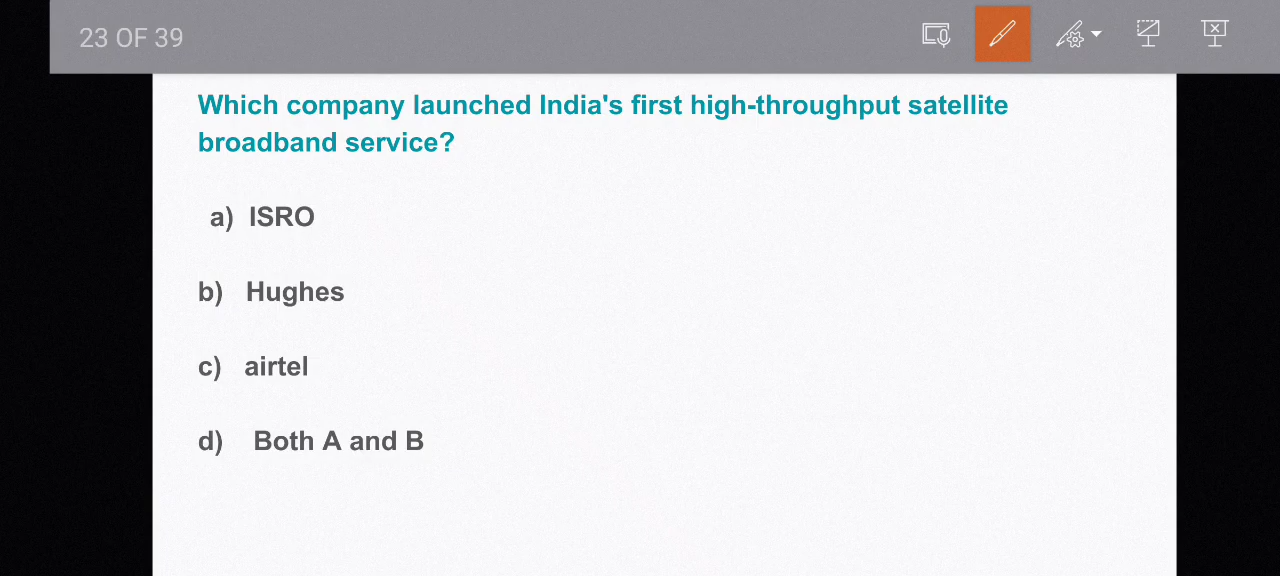 23 OF 39
Which company launched India's first high-throughput satellite
broadband service?
a) ISRO
b) Hughes
c) airtel
d) Both A and B